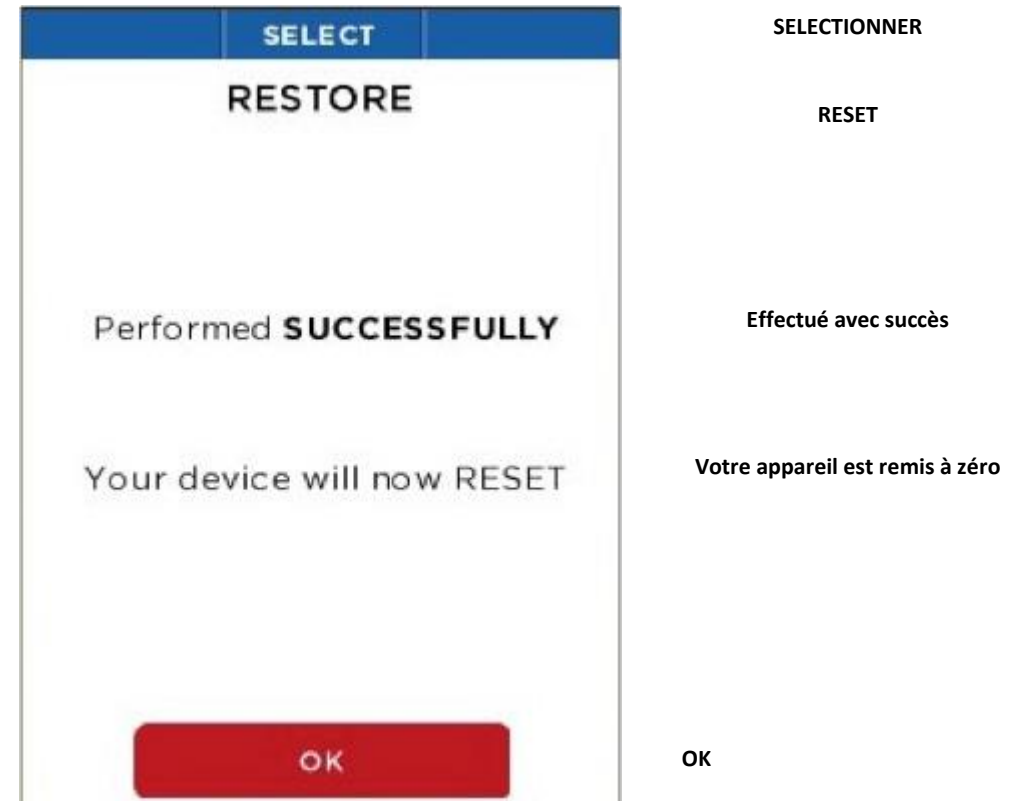 SELECT
SELECTIONNER
RESTORE
RESET
Performed SUCCESSFULLY
Effectué avec succès
Your device will now RESET
Votre appareil est remis à zéro
OK
OK